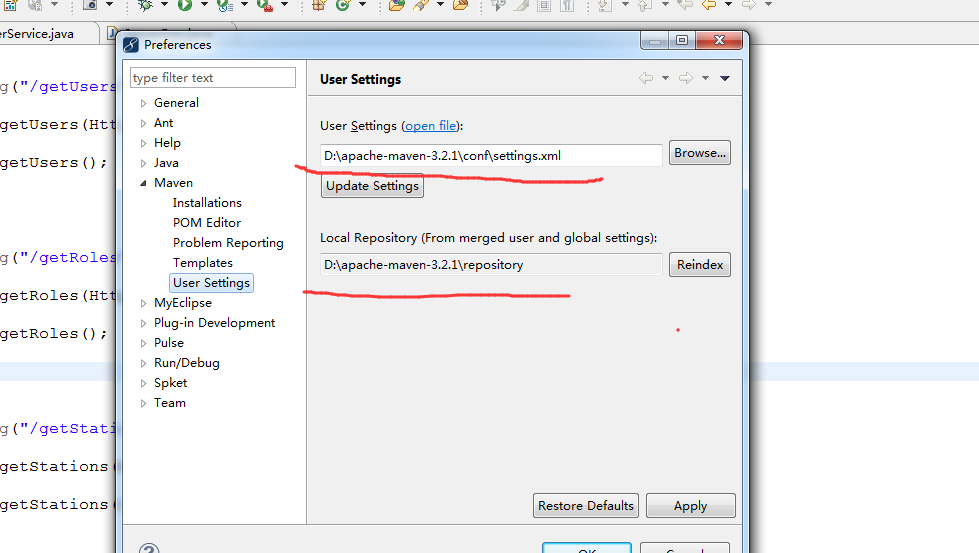 erService.java
Preferences
g("/getUsers
getUsers(Htt
getUsers();
g("/getRoles
getRoles(Htt
getRoles();
g("/getStati
getStations(
getStations(
type filter text
General
Ant
Help
Java
Maven
Installations
POM Editor
Problem Reporting
Templates
User Settings
MyEclipse
Plug-in Development
Pulse
Run/Debug
Spket
Team
User Settings
User Settings (open file):
D:\apache-maven-3.2.1\conf\settings.xml
Browse...
Update Settings
Local Repository (From merged user and global settings):
D:\apache-maven-3.2.1\repository
Reindex
Restore Defaults
Apply
OK
Cancel